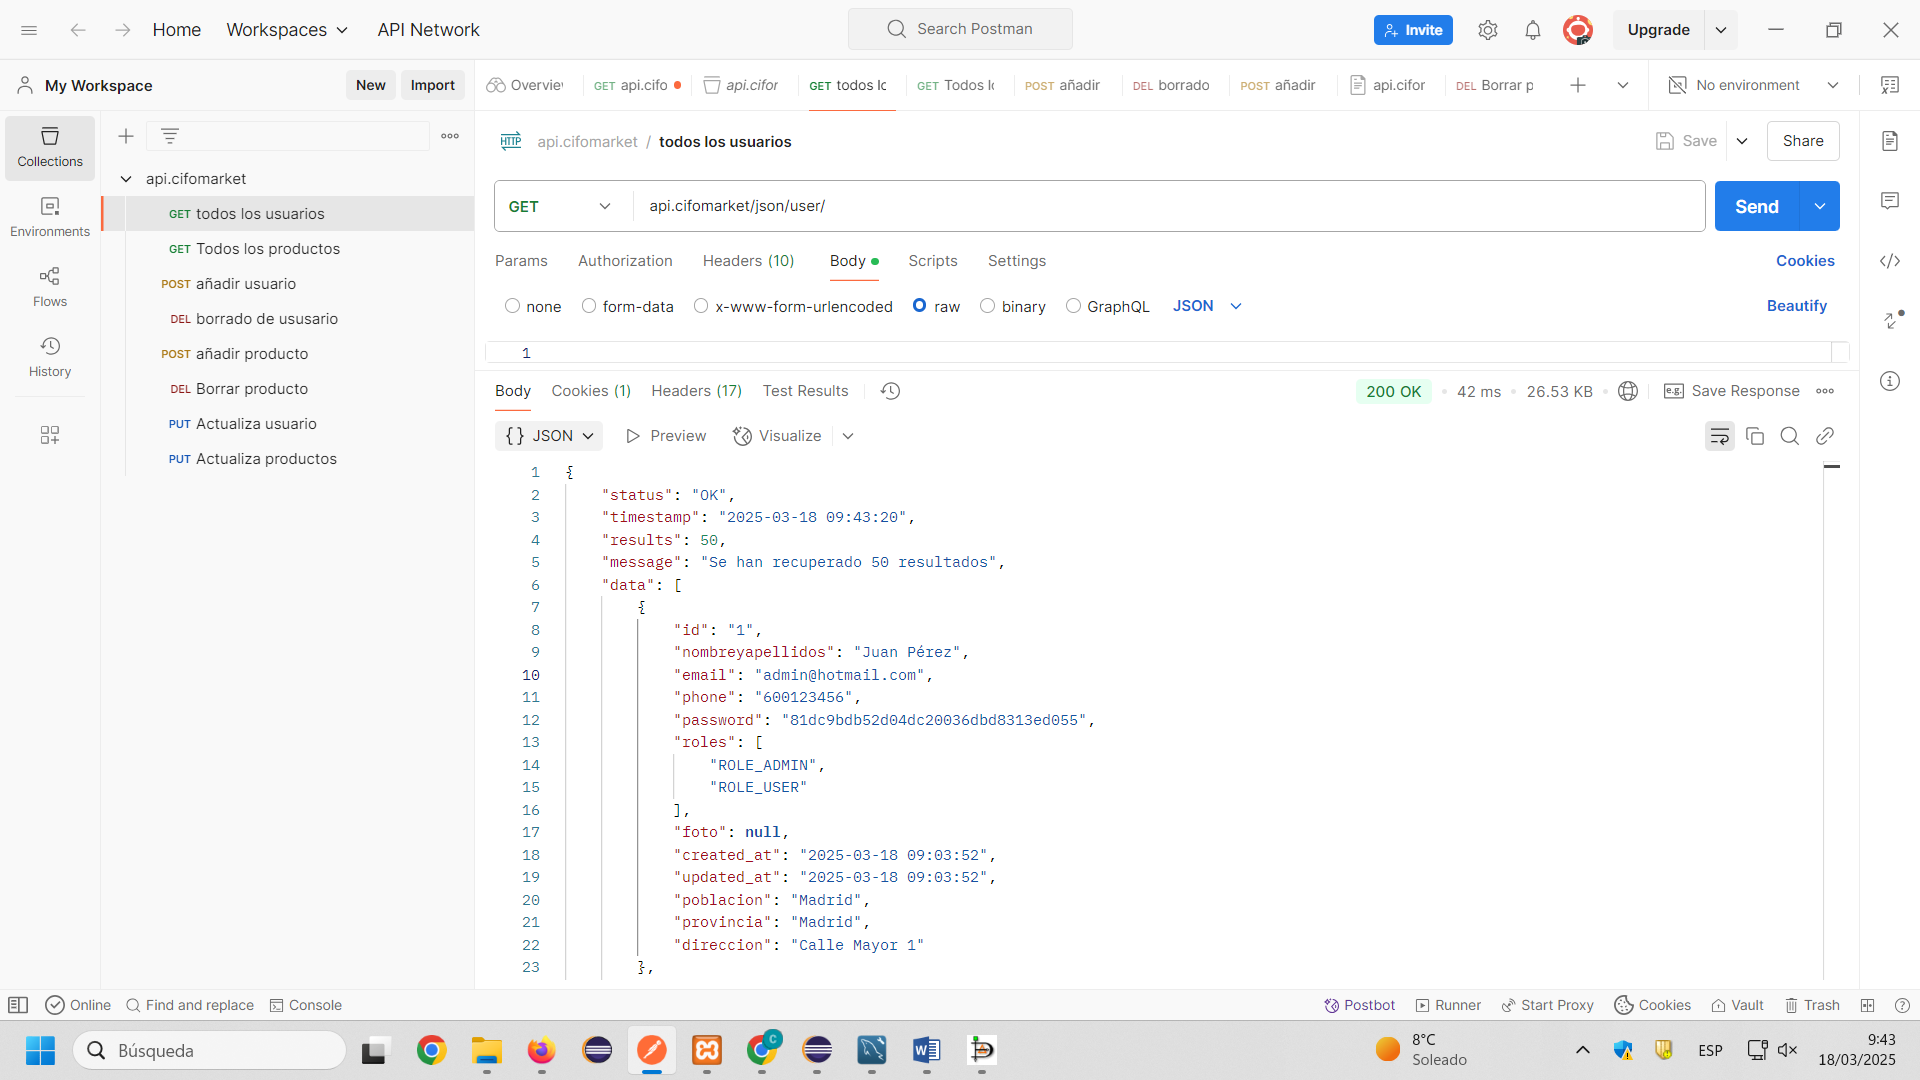 Home
Workspaces
API Network
Search Postman
Invite
Upgrade
My Workspace
New
Import
Overvie
GET api.cifo
api.cifor
GET todos lo
GET Todos lo
POST añadir
DEL borrado
POST añadir
api.cifor
DEL Borrar p
No environment
Collections
Environments
Flows
History
api.cifomarket
GET todos los usuarios
GET Todos los productos
POST añadir usuario
DEL borrado de ususario
POST añadir producto
DEL Borrar producto
PUT Actualiza usuario
PUT Actualiza productos
HTTP api.cifomarket / todos los usuarios
Save
Share
GET api.cifomarket/json/user/
Send
Params Authorization Headers (10) Body Scripts Settings
Cookies
none form-data x-www-form-urlencoded raw binary GraphQL JSON
Beautify
1
Body Cookies (1) Headers (17) Test Results
200 OK • 42 ms • 26.53 KB
e.g. Save Response
{} JSON Preview Visualize
1 {
2 "status": "OK",
3 "timestamp": "2025-03-18 09:43:20",
4 "results": 50,
5 "message": "Se han recuperado 50 resultados",
6 "data": [
7 {
8 "id": "1",
9 "nombreyapellidos": "Juan Pérez",
10 "email": "admin@hotmail.com",
11 "phone": "600123456",
12 "password": "81dc9bdb52d04dc20036dbd8313ed055",
13 "roles": [
14 "ROLE_ADMIN",
15 "ROLE_USER"
16 ],
17 "foto": null,
18 "created_at": "2025-03-18 09:03:52",
19 "updated_at": "2025-03-18 09:03:52",
20 "poblacion": "Madrid",
21 "provincia": "Madrid",
22 "direccion": "Calle Mayor 1"
23 },
Online
Find and replace
Console
Postbot
Runner
Start Proxy
Cookies
Vault
Trash
Búsqueda
C
8°C
Soleado
ESP
9:43
18/03/2025